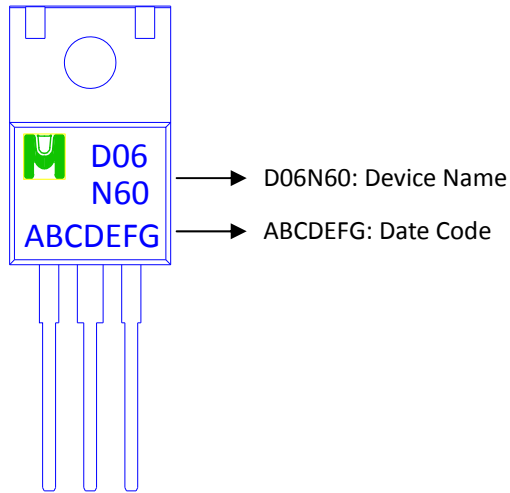 D06
N60
ABCDEFG
D06N60: Device Name
ABCDEFG: Date Code